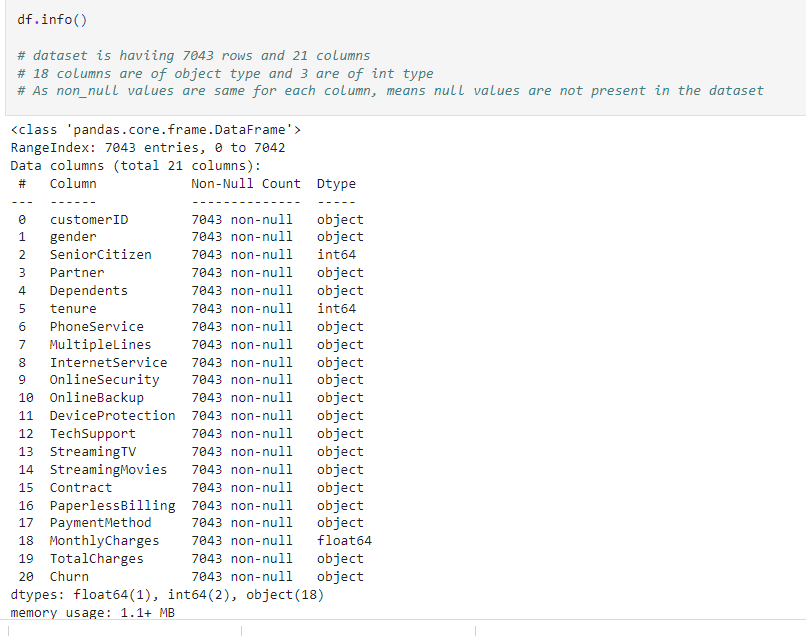 df.info()
# dataset is haviing 7043 rows and 21 columns
# 18 columns are of object type and 3 are of int type
# As non_null values are same for each column, means null values are not present in the dataset
<class 'pandas.core.frame.DataFrame'>
RangeIndex: 7043 entries, 0 to 7042
Data columns (total 21 columns):
 #   Column            Non-Null Count  Dtype
---  ------            --------------  -----
 0   customerID        7043 non-null   object
 1   gender            7043 non-null   object
 2   SeniorCitizen     7043 non-null   int64
 3   Partner           7043 non-null   object
 4   Dependents        7043 non-null   object
 5   tenure            7043 non-null   int64
 6   PhoneService      7043 non-null   object
 7   MultipleLines     7043 non-null   object
 8   InternetService   7043 non-null   object
 9   OnlineSecurity    7043 non-null   object
 10  OnlineBackup      7043 non-null   object
 11  DeviceProtection  7043 non-null   object
 12  TechSupport       7043 non-null   object
 13  StreamingTV       7043 non-null   object
 14  StreamingMovies   7043 non-null   object
 15  Contract          7043 non-null   object
 16  PaperlessBilling  7043 non-null   object
 17  PaymentMethod     7043 non-null   object
 18  MonthlyCharges    7043 non-null   float64
 19  TotalCharges      7043 non-null   object
 20  Churn             7043 non-null   object
dtypes: float64(1), int64(2), object(18)
memory usage: 1.1+ MB